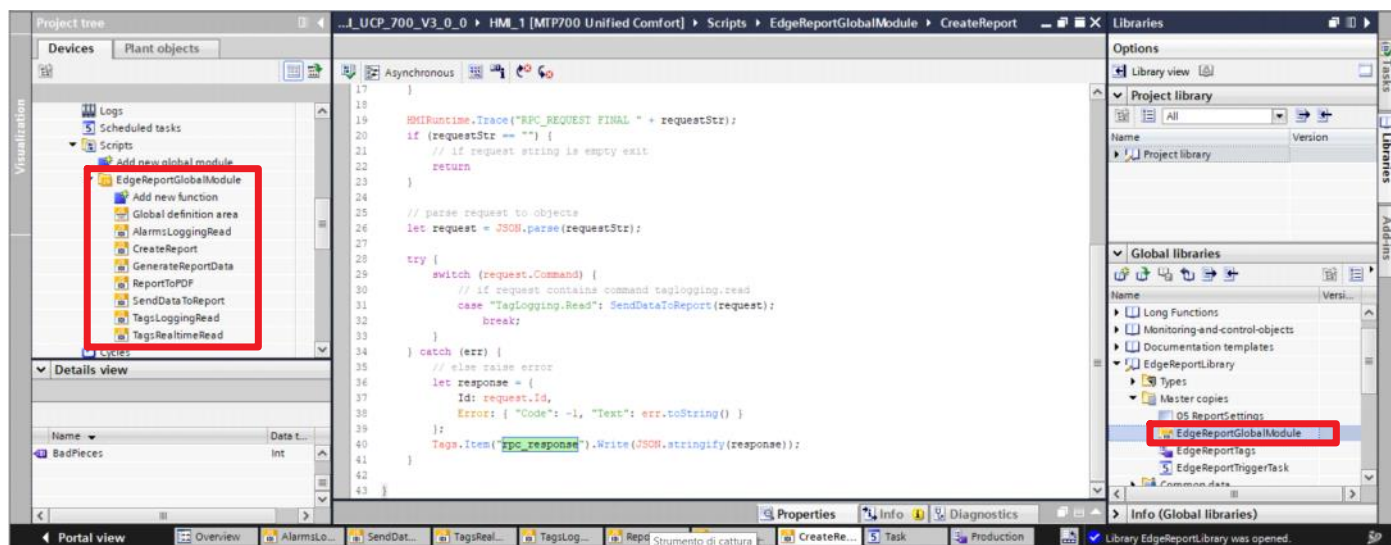 Project tree
Devices
Plant objects
Visualization
Logs
Scheduled tasks
Scripts
Add new global module
EdgeReportGlobalModule
Add new function
Global definition area
AlarmsLoggingRead
CreateReport
GenerateReportData
ReportToPDF
SendDataToReport
TagsLoggingRead
TagsRealtimeRead
Cycles
Details view
Name
Data t...
BadPieces
Int
...I_UCP_700_V3_0_0 ▸ HMI_1 [MTP700 Unified Comfort] ▸ Scripts ▸ EdgeReportGlobalModule ▸ CreateReport
Asynchronous
17 }
18
19 HMIRuntime.Trace("RPC_REQUEST FINAL " + requestStr);
20 if (requestStr == "") {
21 // if request string is empty exit
22 return
23 }
24
25 // parse request to objects
26 let request = JSON.parse(requestStr);
27
28 try {
29 switch (request.Command) {
30 // if request contains command taglogging.read
31 case "TagLogging.Read": SendDataToReport(request);
32 break;
33 }
34 } catch (err) {
35 // else raise error
36 let response = {
37 Id: request.Id,
38 Error: { "Code": -1, "Text": err.toString() }
39 };
40 Tags.Item("rpc_response").Write(JSON.stringify(response));
41 }
42
43 }
Properties
Info
Diagnostics
Libraries
Options
Library view
Project library
All
Name
Version
Project library
Global libraries
Name
Versi...
Long Functions
Monitoring-and-control-objects
Documentation templates
EdgeReportLibrary
Types
Master copies
05 ReportSettings
EdgeReportGlobalModule
EdgeReportTags
EdgeReportTriggerTask
Common data
Info (Global libraries)
Tasks
Libraries
Add-ins
Portal view
Overview
AlarmsLo...
SendDat...
TagsReal...
TagsLog...
Repo
Strumento di cattura
CreateRe...
Task
Production
Library EdgeReportLibrary was opened.